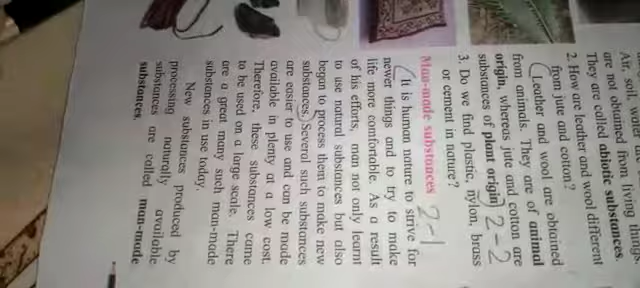 Air, soil,
are not obtained from living things.
They are called abiotic substances.
2. How are leather and wool different
from jute and cotton?
(Leather and wool are obtained
from animals. They are of animal
origin, whereas jute and cotton are
substances of plant origin) 2-2
3. Do we find plastic, nylon, brass
or cement in nature?
Man-made substances 2-1
(It is human nature to strive for
newer things and to try to make
life more comfortable. As a result
of his efforts, man not only learnt
to use natural substances but also
began to process them to make new
substances.) Several such substances
are easier to use and can be made
available in plenty at a low cost.
Therefore, these substances came
to be used on a large scale. There
are a great many such man-made
substances in use today.
New substances produced by
processing naturally available
substances are called man-made
substances.